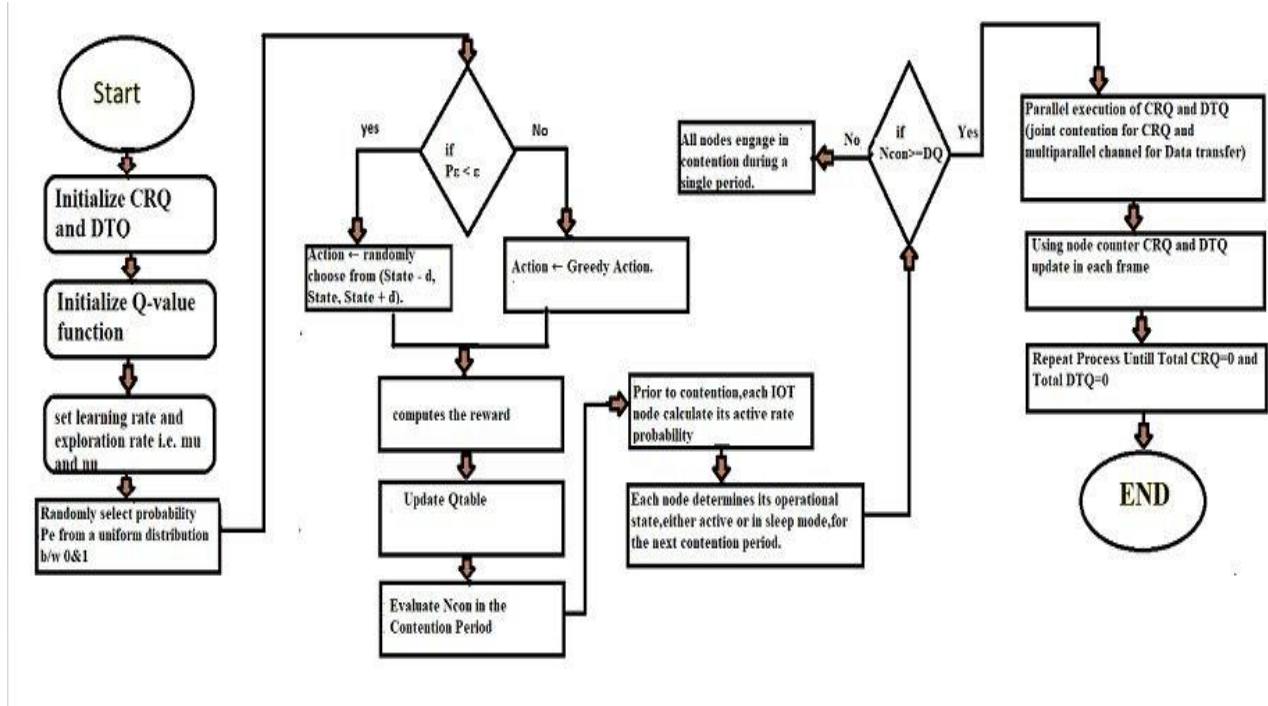 Start
Initialize CRQ
and DTQ
Initialize Q-value
function
set learning rate and
exploration rate i.e. mu
and nu
Randomly select probability
Pe from a uniform distribution
b/w 0&1
if
Pε < ε
yes
No
Action ← randomly
choose from (State - d,
State, State + d).
Action ← Greedy Action.
computes the reward
Update Qtable
Evaluate Ncon in the
Contention Period
Prior to contention,each IOT
node calculate its active rate
probability
Each node determines its operational
state,either active or in sleep mode,for
the next contention period.
if
Ncon>=DQ
No
Yes
All nodes engage in
contention during a
single period.
Parallel execution of CRQ and DTQ
(joint contention for CRQ and
multiparallel channel for Data transfer)
Using node counter CRQ and DTQ
update in each frame
Repeat Process Untill Total CRQ=0 and
Total DTQ=0
END